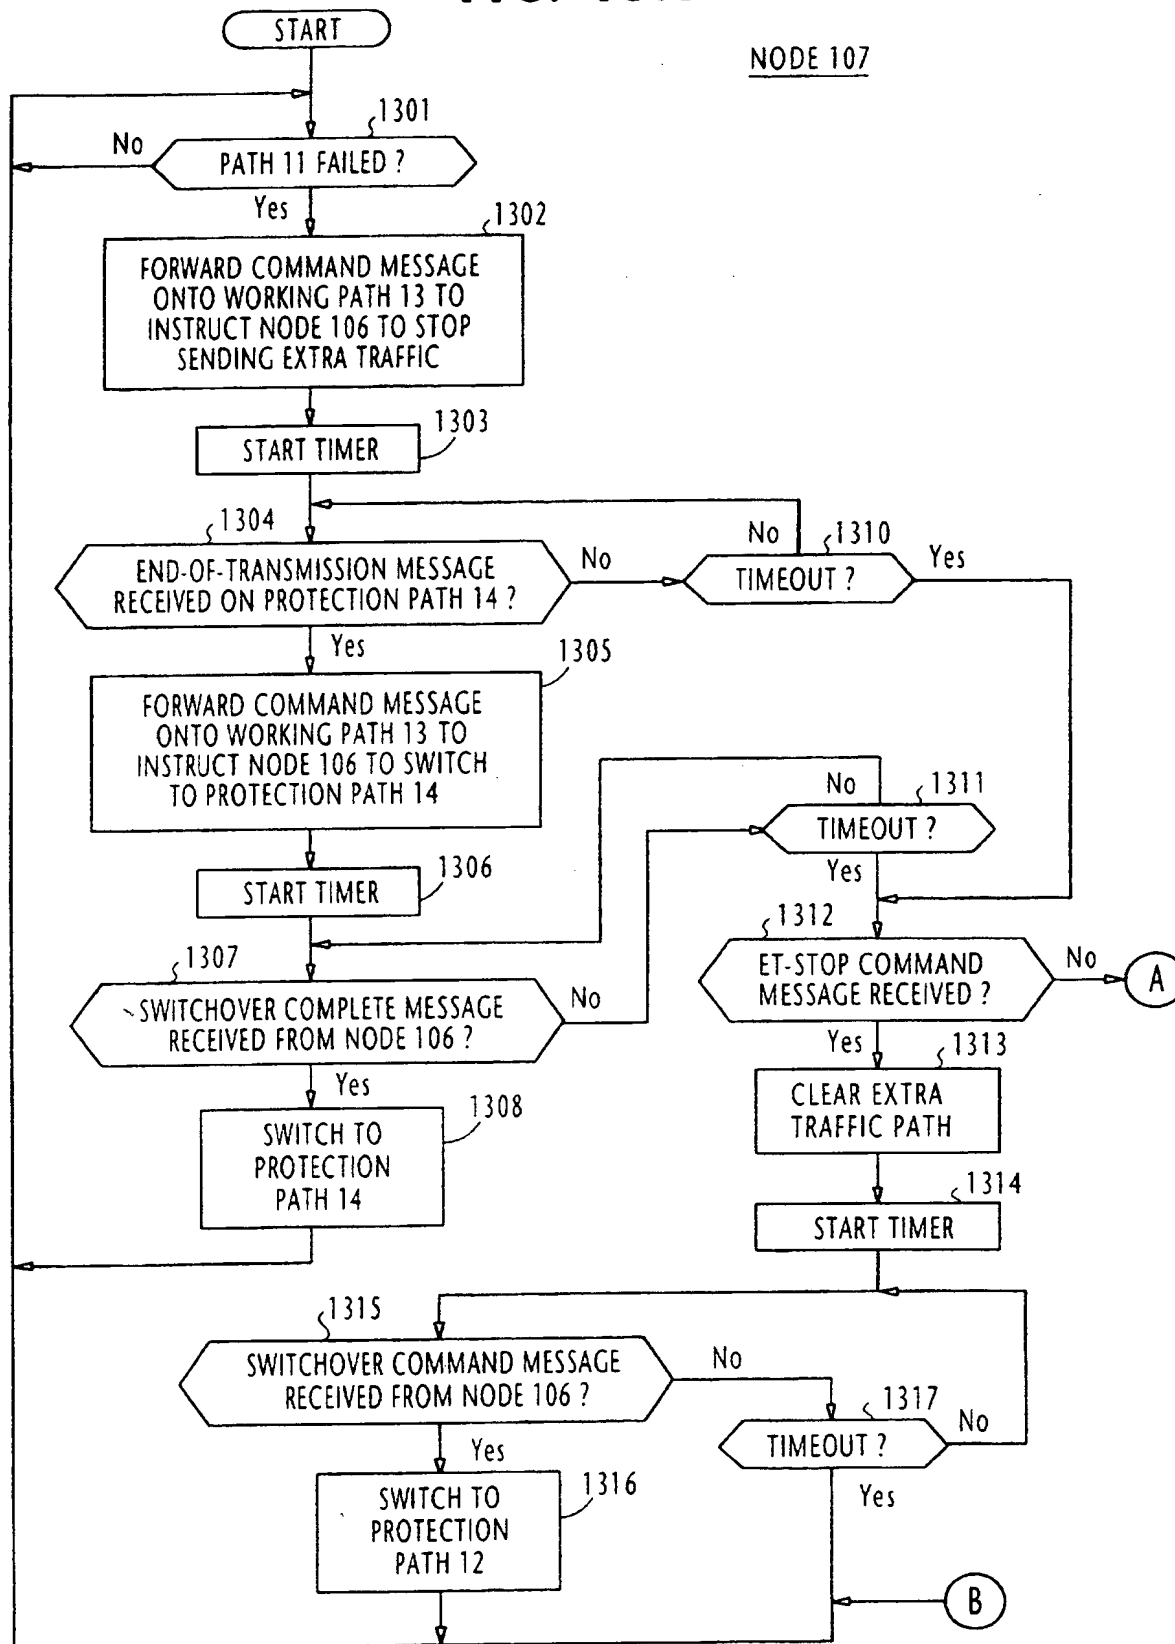 START
NODE 107
1301
No
PATH 11 FAILED ?
Yes
1302
FORWARD COMMAND MESSAGE
ONTO WORKING PATH 13 TO
INSTRUCT NODE 106 TO STOP
SENDING EXTRA TRAFFIC
1303
START TIMER
1304
No
1310
Yes
END-OF-TRANSMISSION MESSAGE
RECEIVED ON PROTECTION PATH 14 ?
No
TIMEOUT ?
Yes
1305
FORWARD COMMAND MESSAGE
ONTO WORKING PATH 13 TO
INSTRUCT NODE 106 TO SWITCH
TO PROTECTION PATH 14
No
1311
TIMEOUT ?
Yes
1306
START TIMER
1312
1307
ET-STOP COMMAND
MESSAGE RECEIVED ?
No
A
SWITCHOVER COMPLETE MESSAGE
RECEIVED FROM NODE 106 ?
No
Yes
1313
Yes
1308
CLEAR EXTRA
TRAFFIC PATH
SWITCH TO
PROTECTION
PATH 14
1314
START TIMER
1315
SWITCHOVER COMMAND MESSAGE
RECEIVED FROM NODE 106 ?
No
1317
No
TIMEOUT ?
Yes
Yes
1316
SWITCH TO
PROTECTION
PATH 12
B